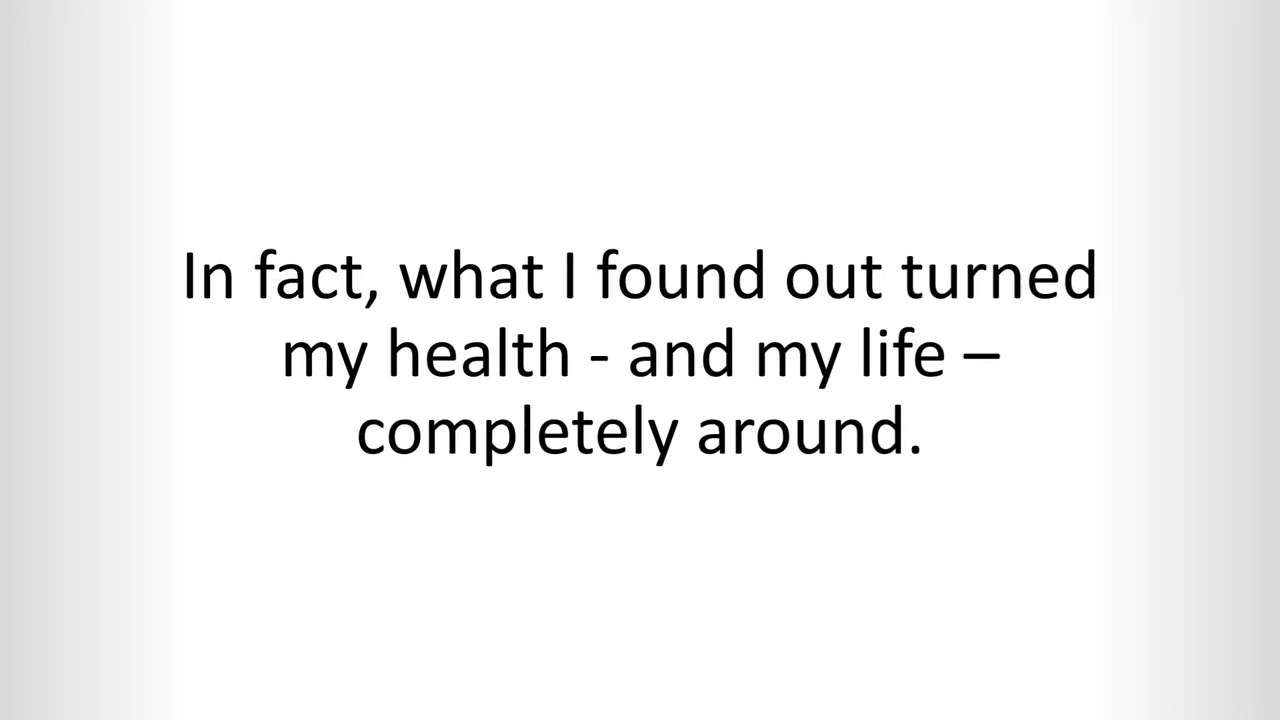 In fact, what I found out turned
my health - and my life –
completely around.